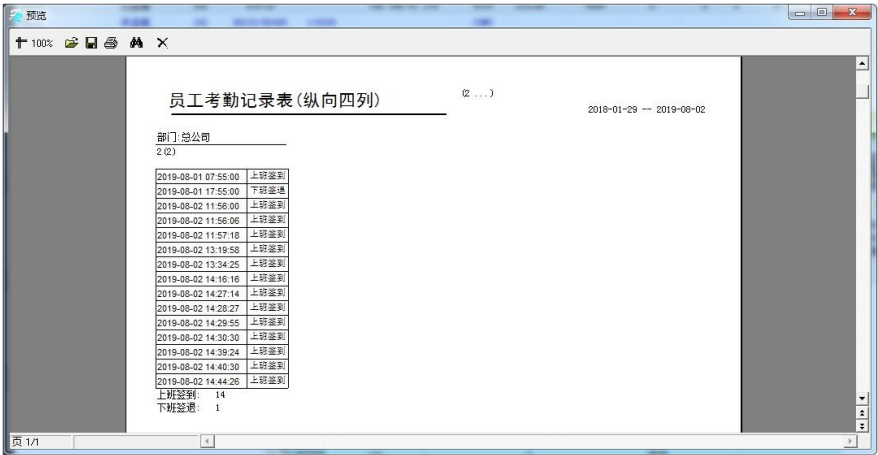 预览
100%
员工考勤记录表(纵向四列)
(2 ...)
2018-01-29 -- 2019-08-02
部门:总公司
2(2)
2019-08-01 07:55:00 上班签到
2019-08-01 17:55:00 下班签退
2019-08-02 11:56:00 上班签到
2019-08-02 11:56:06 上班签到
2019-08-02 11:57:18 上班签到
2019-08-02 13:19:58 上班签到
2019-08-02 13:34:25 上班签到
2019-08-02 14:16:16 上班签到
2019-08-02 14:27:14 上班签到
2019-08-02 14:28:27 上班签到
2019-08-02 14:29:55 上班签到
2019-08-02 14:30:30 上班签到
2019-08-02 14:39:24 上班签到
2019-08-02 14:40:30 上班签到
2019-08-02 14:44:26 上班签到
上班签到: 14
下班签退: 1
页 1/1